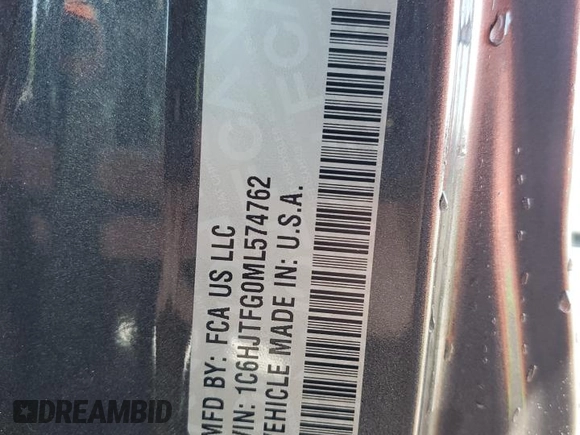 MFD BY: FCA US LLC
VIN: 1C6HJTFG0ML574762
VEHICLE MADE IN: U.S.A.
DREAMBID